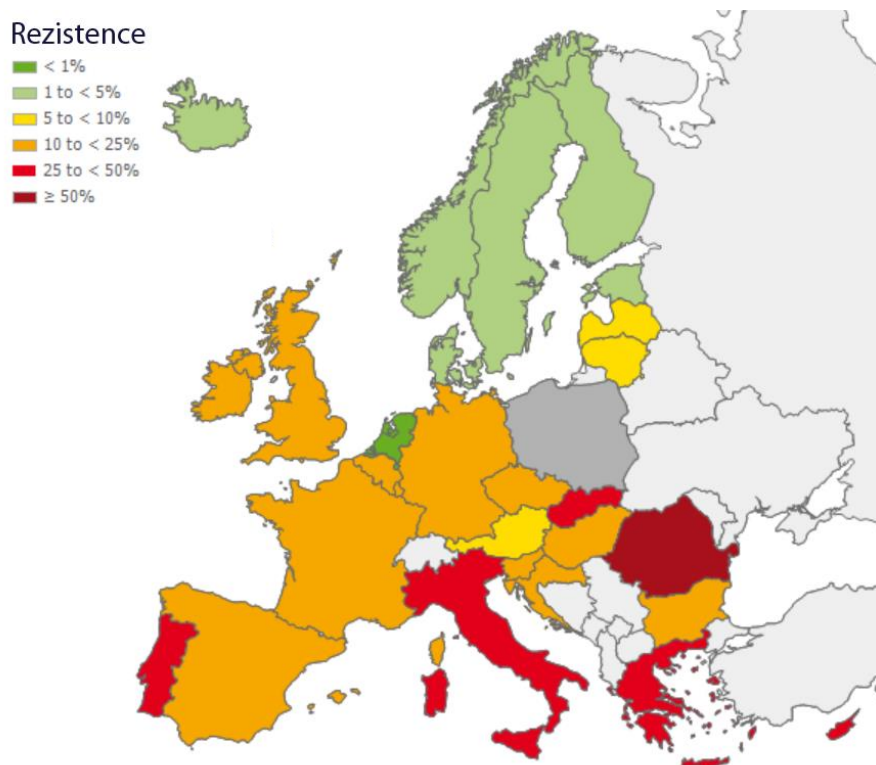 Rezistence
< 1%
1 to < 5%
5 to < 10%
10 to < 25%
25 to < 50%
≥ 50%